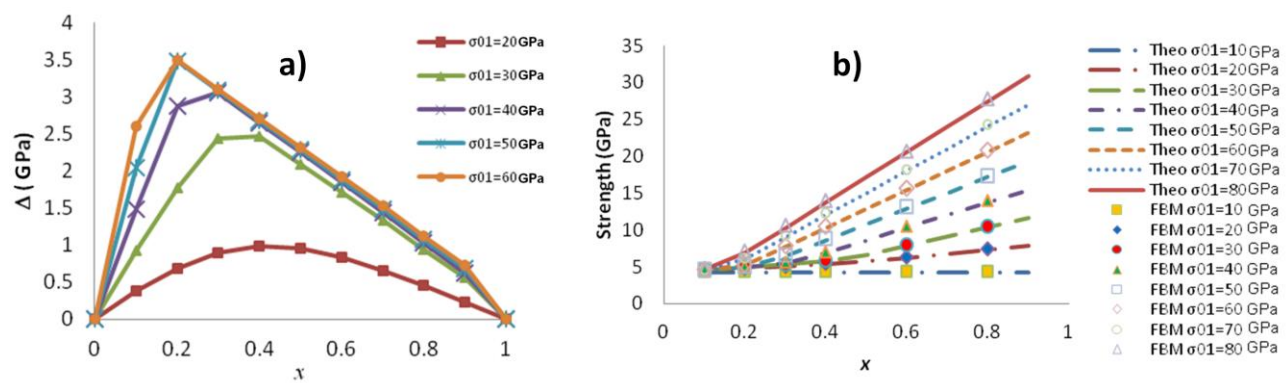 a)
4
3.5
3
2.5
2
1.5
1
0.5
0
Δ ( GPa)
0 0.2 0.4 0.6 0.8 1
x
σ01=20GPa
σ01=30GPa
σ01=40GPa
σ01=50GPa
σ01=60GPa
b)
35
30
25
20
15
10
5
0
Strength (GPa)
0 0.2 0.4 0.6 0.8 1
x
Theo σ01=10GPa
Theo σ01=20GPa
Theo σ01=30GPa
Theo σ01=40GPa
Theo σ01=50GPa
Theo σ01=60GPa
Theo σ01=70GPa
Theo σ01=80GPa
FBM σ01=10 GPa
FBM σ01=20 GPa
FBM σ01=30 GPa
FBM σ01=40 GPa
FBM σ01=50 GPa
FBM σ01=60 GPa
FBM σ01=70 GPa
FBM σ01=80 GPa